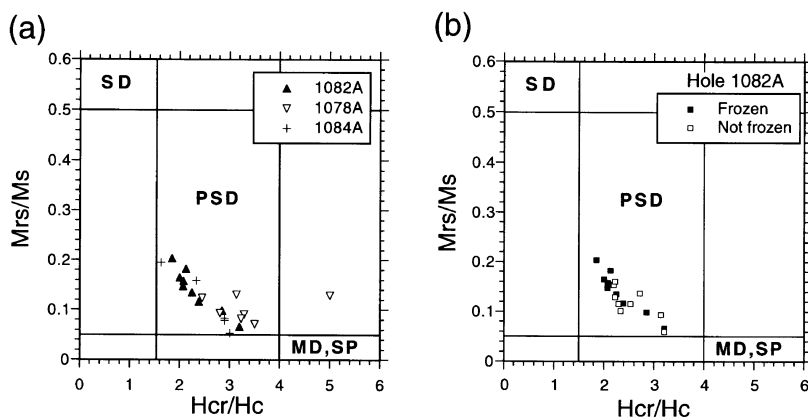 (a)
0.6
0.5
0.4
0.3
0.2
0.1
0
Mrs/Ms
SD
▲ 1082A
▽ 1078A
+ 1084A
PSD
MD,SP
0 1 2 3 4 5 6
Hcr/Hc
(b)
0.6
0.5
0.4
0.3
0.2
0.1
0
Mrs/Ms
SD
Hole 1082A
■ Frozen
□ Not frozen
PSD
MD,SP
0 1 2 3 4 5 6
Hcr/Hc